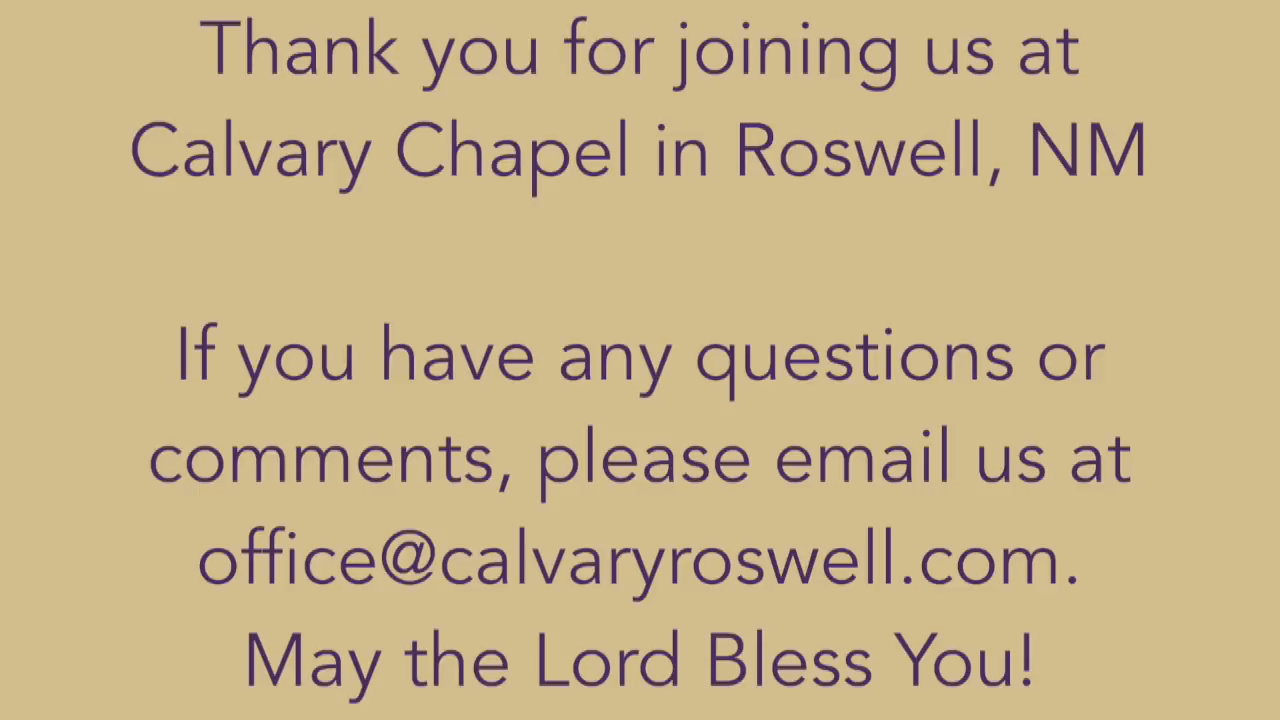 Thank you for joining us at
Calvary Chapel in Roswell, NM
If you have any questions or
comments, please email us at
office@calvaryroswell.com.
May the Lord Bless You!